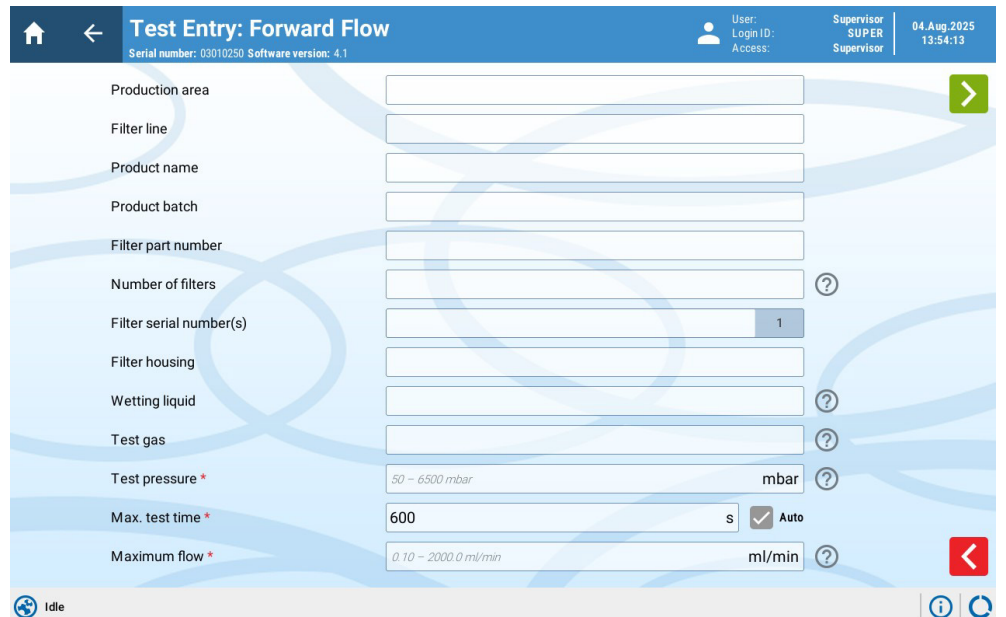 Test Entry: Forward Flow
Serial number: 03010250 Software version: 4.1
User: Supervisor
Login ID: SUPER
Access: Supervisor
04.Aug.2025
13:54:13
Production area
Filter line
Product name
Product batch
Filter part number
Number of filters ?
Filter serial number(s) 1
Filter housing
Wetting liquid ?
Test gas ?
Test pressure * 50 – 6500 mbar mbar ?
Max. test time * 600 s Auto
Maximum flow * 0.10 – 2000.0 ml/min ml/min ?
Idle